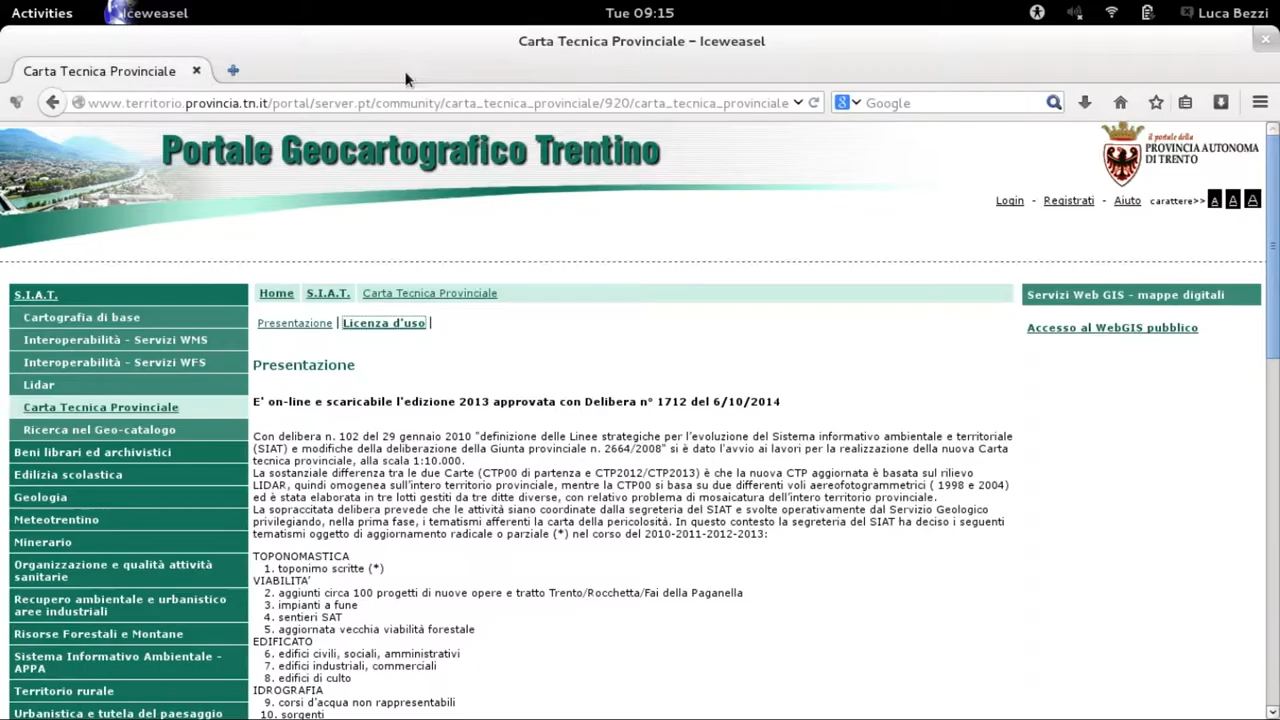 Activities
Iceweasel
Tue 09:15
Luca Bezzi
Carta Tecnica Provinciale - Iceweasel
Carta Tecnica Provinciale
www.territorio.provincia.tn.it/portal/server.pt/community/carta_tecnica_provinciale/920/carta_tecnica_provinciale
Google
Portale Geocartografico Trentino
il portale della
PROVINCIA AUTONOMA
DI TRENTO
Login - Registrati - Aiuto carattere>> A A A
S.I.A.T.
Cartografia di base
Interoperabilità - Servizi WMS
Interoperabilità - Servizi WFS
Lidar
Carta Tecnica Provinciale
Ricerca nel Geo-catalogo
Beni librari ed archivistici
Edilizia scolastica
Geologia
Meteotrentino
Minerario
Organizzazione e qualità attività
sanitarie
Recupero ambientale e urbanistico
aree industriali
Risorse Forestali e Montane
Sistema Informativo Ambientale -
APPA
Territorio rurale
Urbanistica e tutela del paesaggio
Home S.I.A.T. Carta Tecnica Provinciale
Presentazione | Licenza d'uso |
Presentazione
E' on-line e scaricabile l'edizione 2013 approvata con Delibera n° 1712 del 6/10/2014
Con delibera n. 102 del 29 gennaio 2010 "definizione delle Linee strategiche per l'evoluzione del Sistema informativo ambientale e territoriale
(SIAT) e modifiche della deliberazione della Giunta provinciale n. 2664/2008" si è dato l'avvio ai lavori per la realizzazione della nuova Carta
tecnica provinciale, alla scala 1:10.000.
La sostanziale differenza tra le due Carte (CTP00 di partenza e CTP2012/CTP2013) è che la nuova CTP aggiornata è basata sul rilievo
LIDAR, quindi omogenea sull'intero territorio provinciale, mentre la CTP00 si basa su due differenti voli aereofotogrammetrici ( 1998 e 2004)
ed è stata elaborata in tre lotti gestiti da tre ditte diverse, con relativo problema di mosaicatura dell'intero territorio provinciale.
La sopraccitata delibera prevede che le attività siano coordinate dalla segreteria del SIAT e svolte operativamente dal Servizio Geologico
privilegiando, nella prima fase, i tematismi afferenti la carta della pericolosità. In questo contesto la segreteria del SIAT ha deciso i seguenti
tematismi oggetto di aggiornamento radicale o parziale (*) nel corso del 2010-2011-2012-2013:
TOPONOMASTICA
1. toponimo scritte (*)
VIABILITA'
2. aggiunti circa 100 progetti di nuove opere e tratto Trento/Rocchetta/Fai della Paganella
3. impianti a fune
4. sentieri SAT
5. aggiornata vecchia viabilità forestale
EDIFICATO
6. edifici civili, sociali, amministrativi
7. edifici industriali, commerciali
8. edifici di culto
IDROGRAFIA
9. corsi d'acqua non rappresentabili
10. sorgenti
Servizi Web GIS - mappe digitali
Accesso al WebGIS pubblico